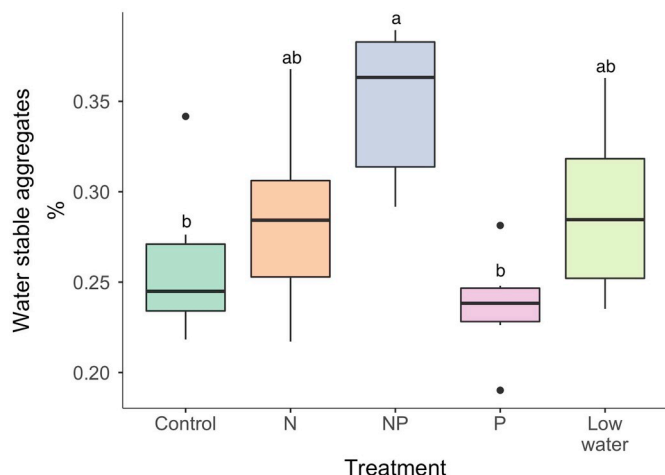 Water stable aggregates
%
0.35
0.30
0.25
0.20
b
ab
a
b
ab
Control
N
NP
P
Low
water
Treatment